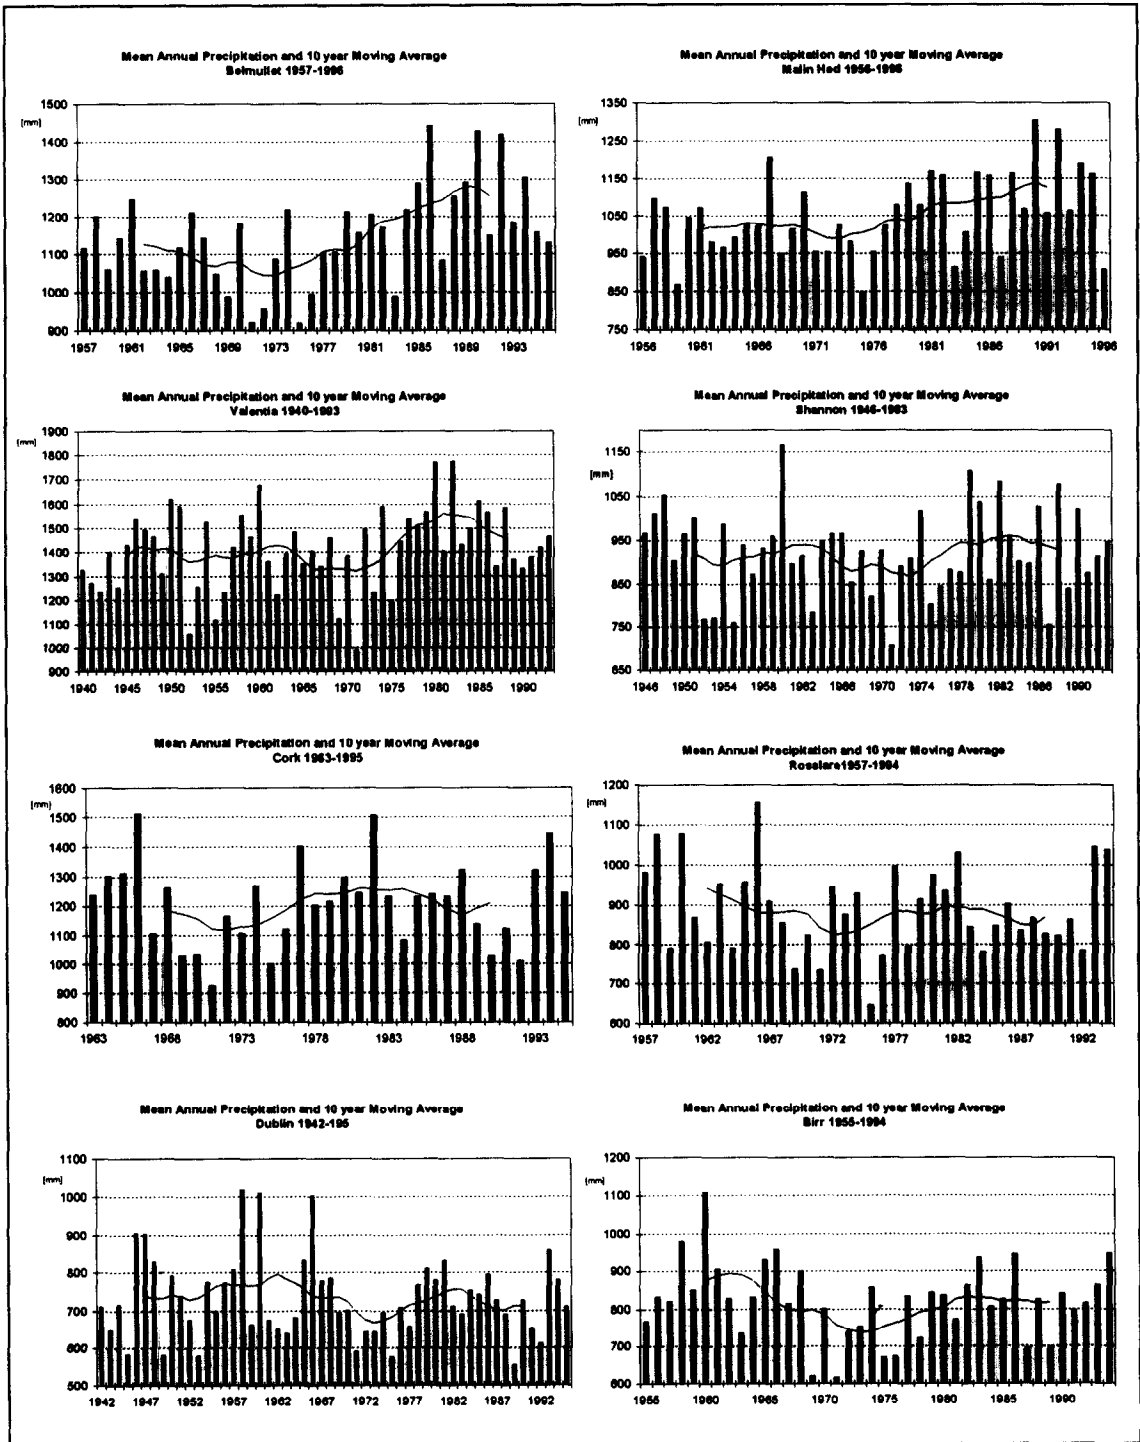 Mean Annual Precipitation and 10 year Moving Average
Belmullet 1957-1996
[mm]
1500
1400
1300
1200
1100
1000
900
1957 1961 1965 1969 1973 1977 1981 1985 1989 1993
Mean Annual Precipitation and 10 year Moving Average
Malin Hed 1956-1996
[mm]
1350
1250
1150
1050
950
850
750
1956 1961 1966 1971 1976 1981 1986 1991 1996
Mean Annual Precipitation and 10 year Moving Average
Valentia 1940-1993
[mm]
1900
1800
1700
1600
1500
1400
1300
1200
1100
1000
900
1940 1945 1950 1955 1960 1965 1970 1975 1980 1985 1990
Mean Annual Precipitation and 10 year Moving Average
Shannon 1946-1993
[mm]
1150
1050
950
850
750
650
1946 1950 1954 1958 1962 1966 1970 1974 1978 1982 1986 1990
Mean Annual Precipitation and 10 year Moving Average
Cork 1963-1995
[mm]
1600
1500
1400
1300
1200
1100
1000
900
800
1963 1968 1973 1978 1983 1988 1993
Mean Annual Precipitation and 10 year Moving Average
Rosslare1957-1994
[mm]
1200
1100
1000
900
800
700
600
1957 1962 1967 1972 1977 1982 1987 1992
Mean Annual Precipitation and 10 year Moving Average
Dublin 1942-195
[mm]
1100
1000
900
800
700
600
500
1942 1947 1952 1957 1962 1967 1972 1977 1982 1987 1992
Mean Annual Precipitation and 10 year Moving Average
Birr 1955-1994
[mm]
1200
1100
1000
900
800
700
600
1955 1960 1965 1970 1975 1980 1985 1990